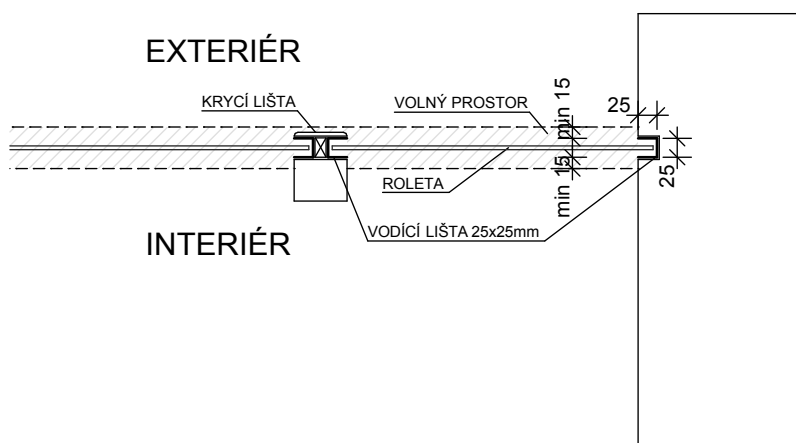 EXTERIÉR
KRYCÍ LIŠTA
VOLNÝ PROSTOR
min 15
25
ROLETA
min 15
25
INTERIÉR
VODÍCÍ LIŠTA 25x25mm